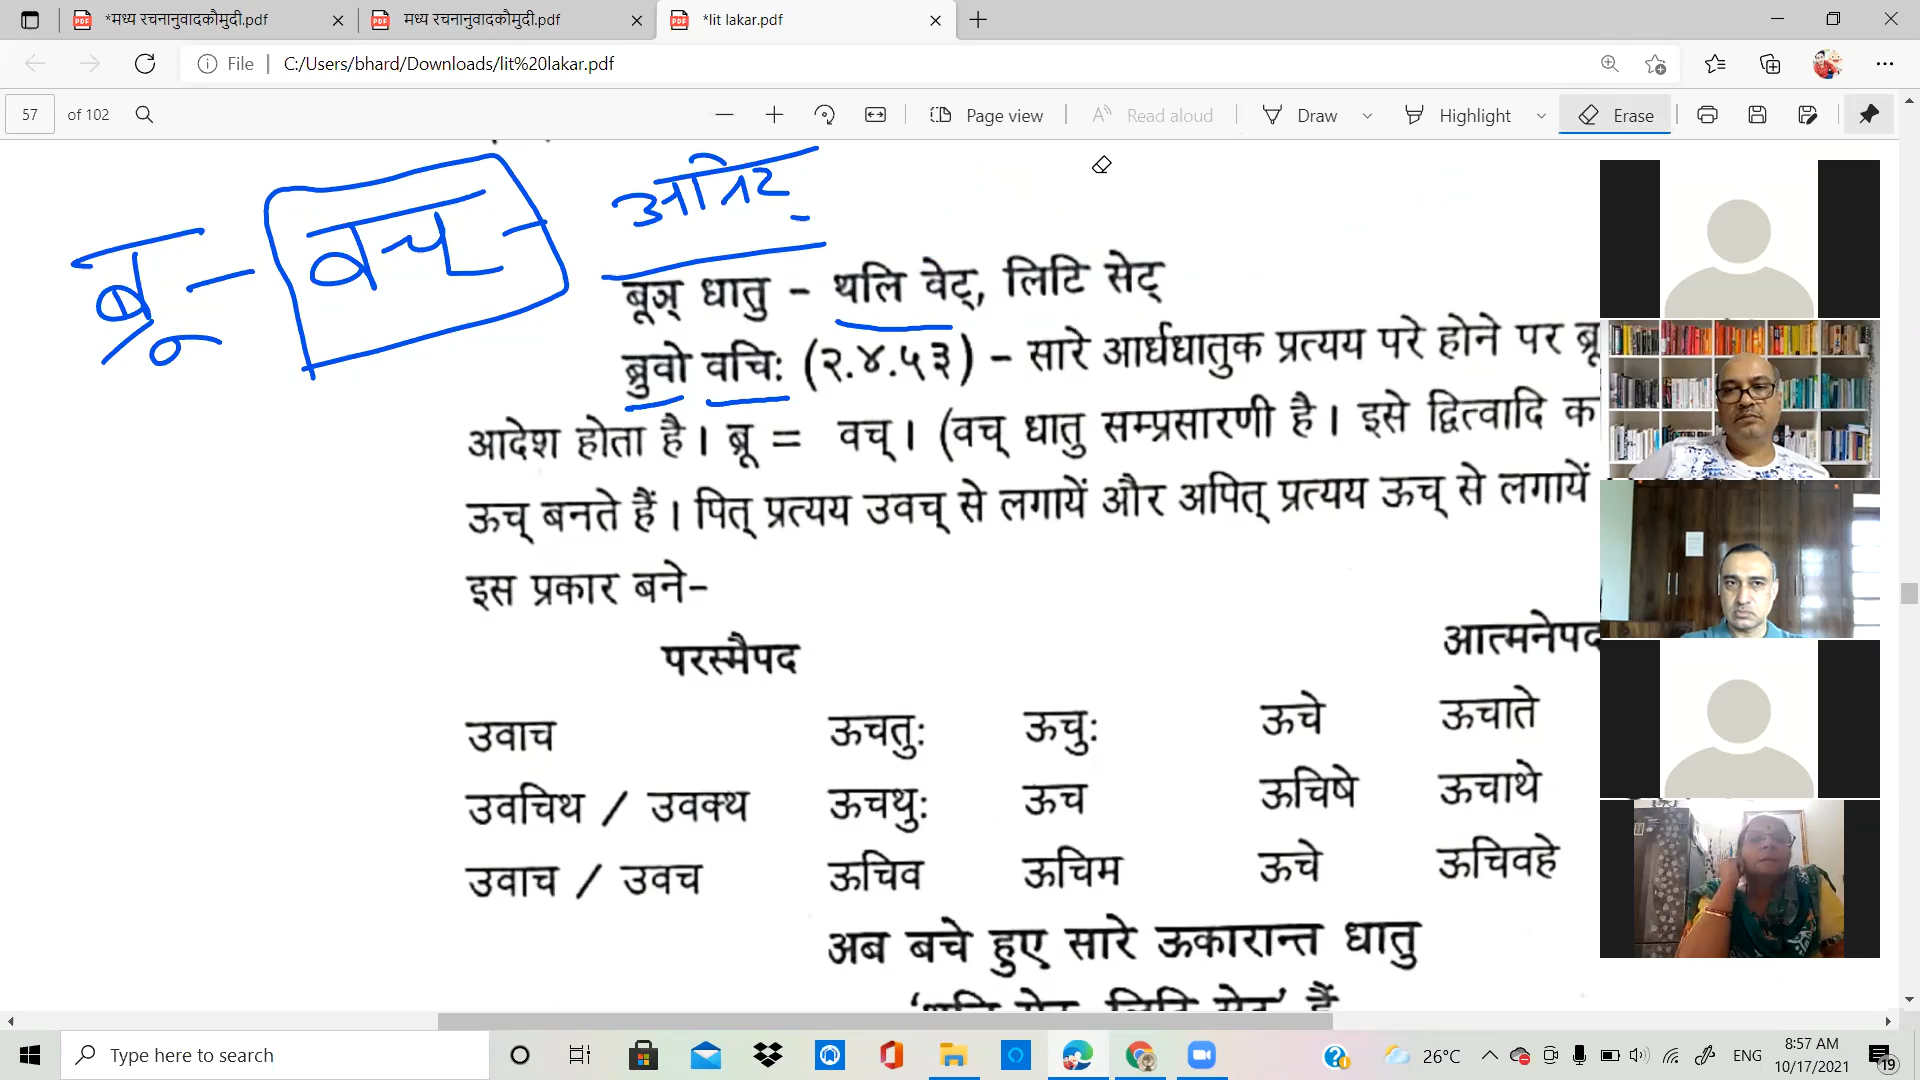 *मध्य रचनानुवादकौमुदी.pdf
मध्य रचनानुवादकौमुदी.pdf
*lit lakar.pdf
File
C:/Users/bhard/Downloads/lit%20lakar.pdf
57 of 102
Page view
Read aloud
Draw
Highlight
Erase
ब्रू - वच् -
ब्रूञ् धातु - थलि वेट्, लिटि सेट्
ब्रुवो वचिः (२.४.५३) - सारे आर्धधातुक प्रत्यय परे होने पर ब्रू
आदेश होता है । ब्रू = वच् । (वच् धातु सम्प्रसारणी है । इसे द्वित्वादि क
ऊच् बनते हैं । पित् प्रत्यय उवच् से लगायें और अपित् प्रत्यय ऊच् से लगायें
इस प्रकार बने-
परस्मैपद आत्मनेपद
उवाच ऊचतुः ऊचुः ऊचे ऊचाते
उवचिथ / उवक्थ ऊचथुः ऊच ऊचिषे ऊचाथे
उवाच / उवच ऊचिव ऊचिम ऊचे ऊचिवहे
अब बचे हुए सारे ऊकारान्त धातु
Type here to search
26°C
ENG
8:57 AM
10/17/2021
19